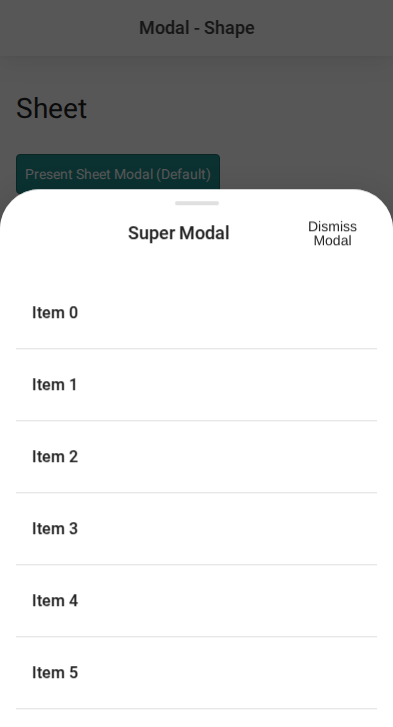 Modal - Shape
Sheet
Present Sheet Modal (Default)
Super Modal
Dismiss
Modal
Item 0
Item 1
Item 2
Item 3
Item 4
Item 5